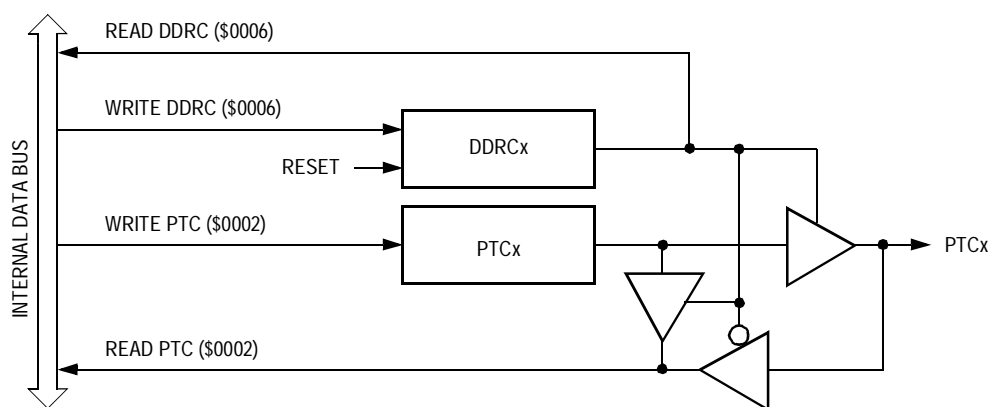 READ DDRC ($0006)
WRITE DDRC ($0006)
DDRCx
RESET
INTERNAL DATA BUS
WRITE PTC ($0002)
PTCx
PTCx
READ PTC ($0002)